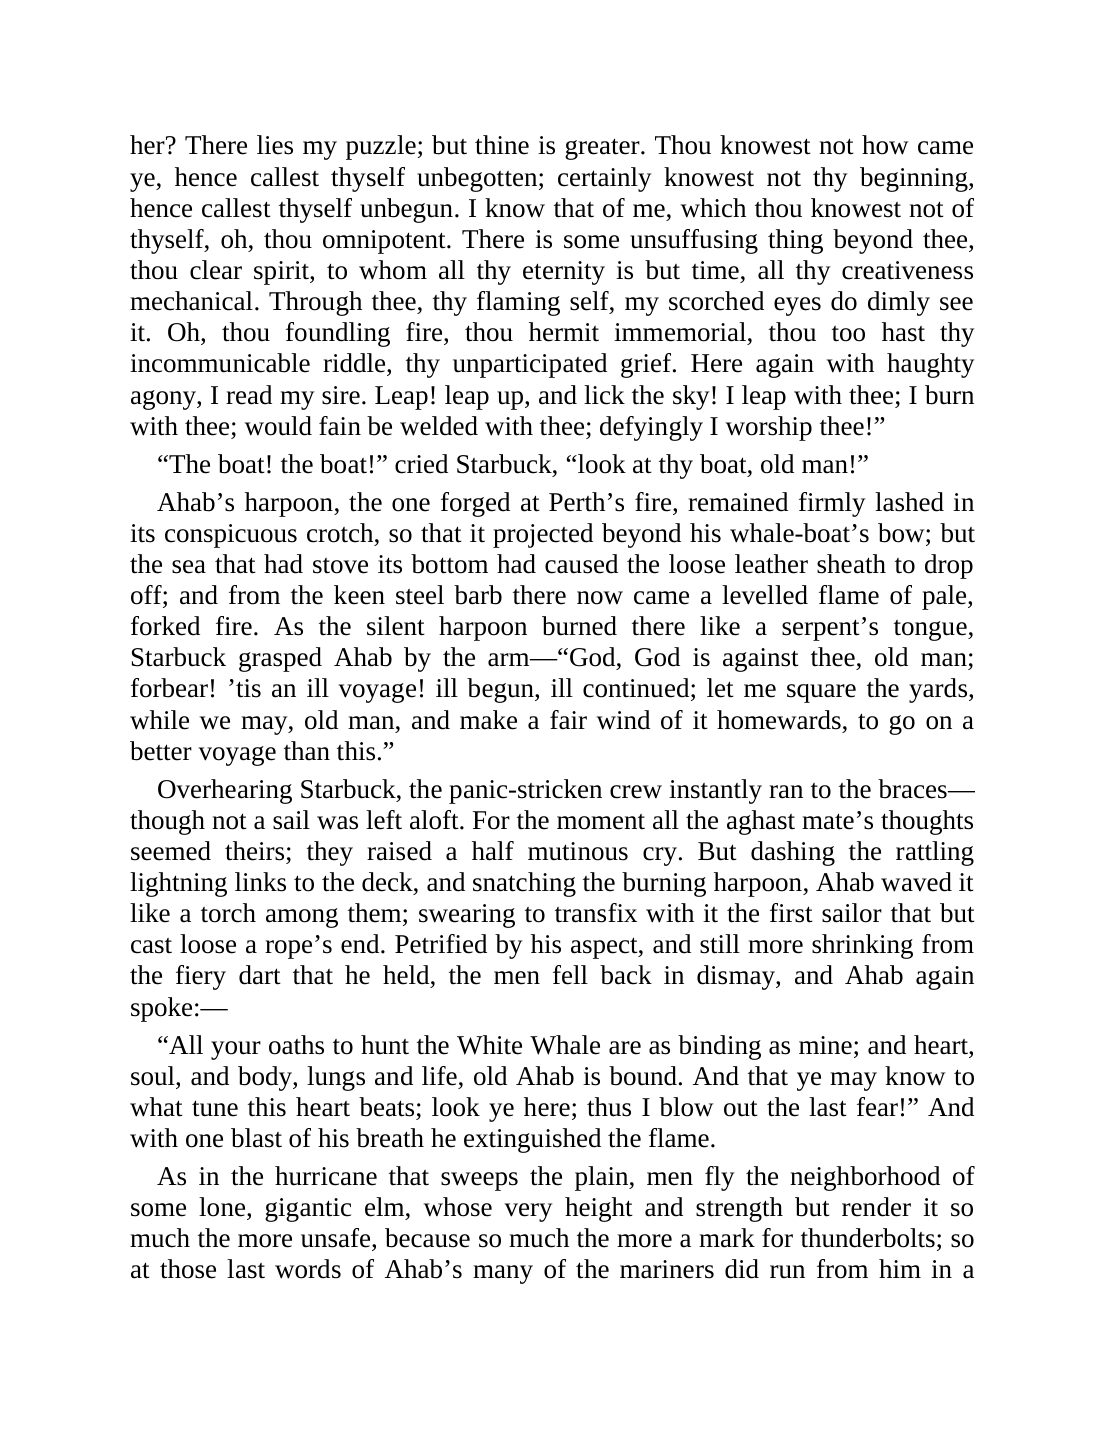 her? There lies my puzzle; but thine is greater. Thou knowest not how came
ye, hence callest thyself unbegotten; certainly knowest not thy beginning,
hence callest thyself unbegun. I know that of me, which thou knowest not of
thyself, oh, thou omnipotent. There is some unsuffusing thing beyond thee,
thou clear spirit, to whom all thy eternity is but time, all thy creativeness
mechanical. Through thee, thy flaming self, my scorched eyes do dimly see
it. Oh, thou foundling fire, thou hermit immemorial, thou too hast thy
incommunicable riddle, thy unparticipated grief. Here again with haughty
agony, I read my sire. Leap! leap up, and lick the sky! I leap with thee; I burn
with thee; would fain be welded with thee; defyingly I worship thee!”
“The boat! the boat!” cried Starbuck, “look at thy boat, old man!”
Ahab’s harpoon, the one forged at Perth’s fire, remained firmly lashed in
its conspicuous crotch, so that it projected beyond his whale-boat’s bow; but
the sea that had stove its bottom had caused the loose leather sheath to drop
off; and from the keen steel barb there now came a levelled flame of pale,
forked fire. As the silent harpoon burned there like a serpent’s tongue,
Starbuck grasped Ahab by the arm—“God, God is against thee, old man;
forbear! ’tis an ill voyage! ill begun, ill continued; let me square the yards,
while we may, old man, and make a fair wind of it homewards, to go on a
better voyage than this.”
Overhearing Starbuck, the panic-stricken crew instantly ran to the braces—
though not a sail was left aloft. For the moment all the aghast mate’s thoughts
seemed theirs; they raised a half mutinous cry. But dashing the rattling
lightning links to the deck, and snatching the burning harpoon, Ahab waved it
like a torch among them; swearing to transfix with it the first sailor that but
cast loose a rope’s end. Petrified by his aspect, and still more shrinking from
the fiery dart that he held, the men fell back in dismay, and Ahab again
spoke:—
“All your oaths to hunt the White Whale are as binding as mine; and heart,
soul, and body, lungs and life, old Ahab is bound. And that ye may know to
what tune this heart beats; look ye here; thus I blow out the last fear!” And
with one blast of his breath he extinguished the flame.
As in the hurricane that sweeps the plain, men fly the neighborhood of
some lone, gigantic elm, whose very height and strength but render it so
much the more unsafe, because so much the more a mark for thunderbolts; so
at those last words of Ahab’s many of the mariners did run from him in a